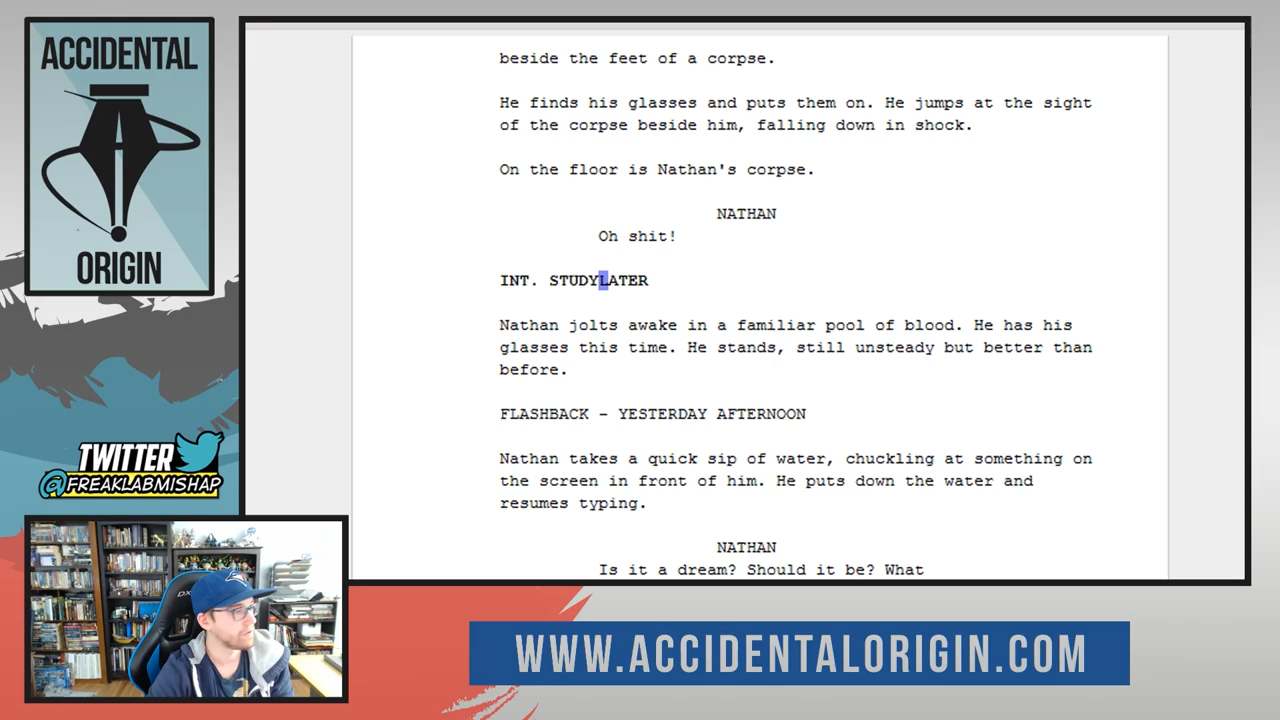 ACCIDENTAL
ORIGIN
beside the feet of a corpse.
He finds his glasses and puts them on. He jumps at the sight
of the corpse beside him, falling down in shock.
On the floor is Nathan's corpse.
NATHAN
Oh shit!
INT. STUDYLATER
Nathan jolts awake in a familiar pool of blood. He has his
glasses this time. He stands, still unsteady but better than
before.
FLASHBACK – YESTERDAY AFTERNOON
Nathan takes a quick sip of water, chuckling at something on
the screen in front of him. He puts down the water and
resumes typing.
NATHAN
Is it a dream? Should it be? What
TWITTER
@FREAKLABMISHAP
DX
WWW.ACCIDENTALORIGIN.COM